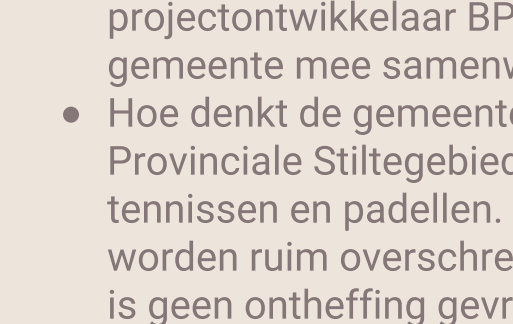 projectontwikkelaar BP
gemeente mee samenw
• Hoe denkt de gemeente
Provinciale Stiltegebied
tennissen en padellen.
worden ruim overschre
is geen ontheffing gevr